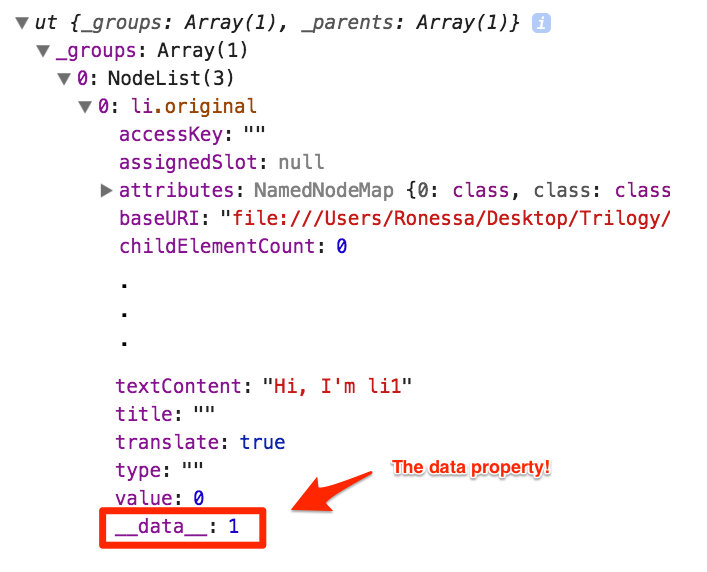 ut {_groups: Array(1), _parents: Array(1)} i
_groups: Array(1)
0: NodeList(3)
0: li.original
accessKey: ""
assignedSlot: null
attributes: NamedNodeMap {0: class, class: class
baseURI: "file:///Users/Ronessa/Desktop/Trilogy/
childElementCount: 0
.
.
.
textContent: "Hi, I'm li1"
title: ""
translate: true
type: ""
The data property!
value: 0
__data__: 1